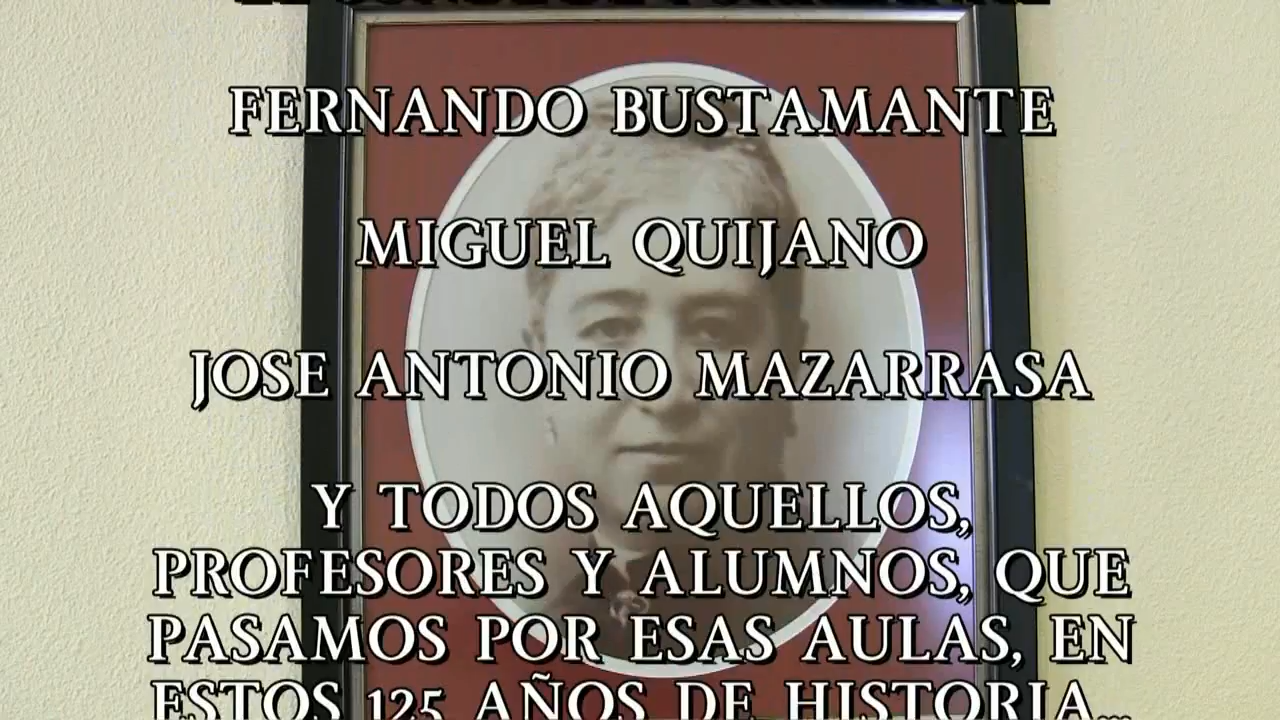 FERNANDO BUSTAMANTE
MIGUEL QUIJANO
JOSE ANTONIO MAZARRASA
Y TODOS AQUELLOS,
PROFESORES Y ALUMNOS, QUE
PASAMOS POR ESAS AULAS, EN
ESTOS 125 AÑOS DE HISTORIA...